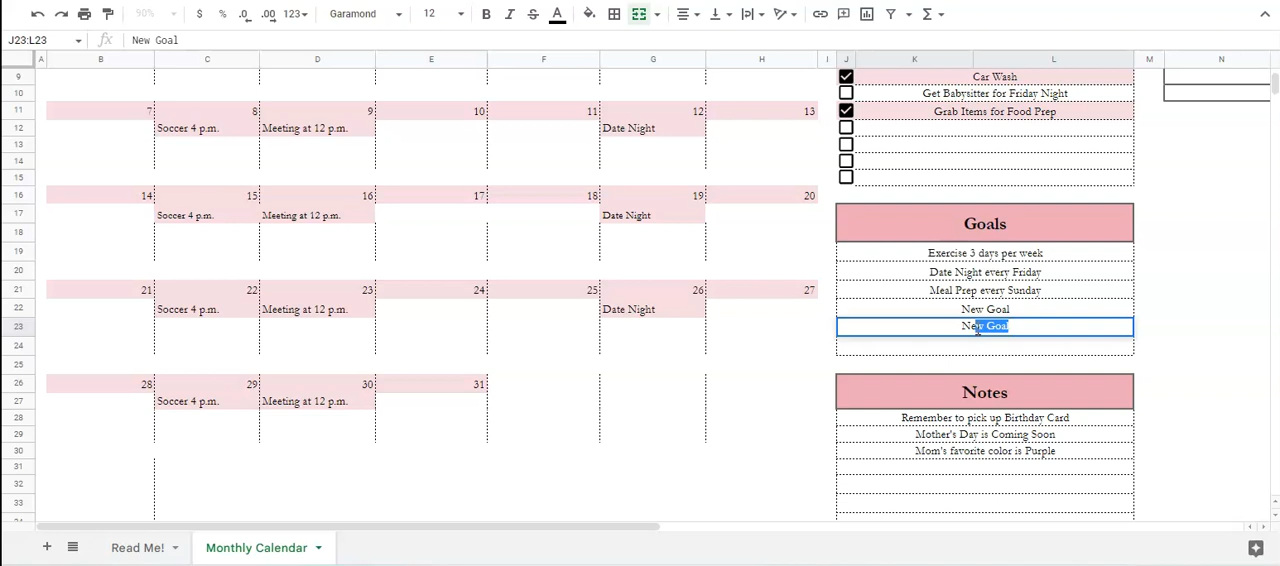 90% $ % .0 .00 123 Garamond 12 B I S A
J23:L23 fx New Goal
A B C D E F G H I J K L M N
9 Car Wash
10 Get Babysitter for Friday Night
11 7 8 9 10 11 12 13 Grab Items for Food Prep
12 Soccer 4 p.m. Meeting at 12 p.m. Date Night
13
14
15
16 14 15 16 17 18 19 20
17 Soccer 4 p.m. Meeting at 12 p.m. Date Night
18 Goals
19 Exercise 3 days per week
20 Date Night every Friday
21 21 22 23 24 25 26 27 Meal Prep every Sunday
22 Soccer 4 p.m. Meeting at 12 p.m. Date Night New Goal
23 New Goal
24
25
26 28 29 30 31 Notes
27 Soccer 4 p.m. Meeting at 12 p.m.
28 Remember to pick up Birthday Card
29 Mother's Day is Coming Soon
30 Mom's favorite color is Purple
31
32
33
Read Me! Monthly Calendar